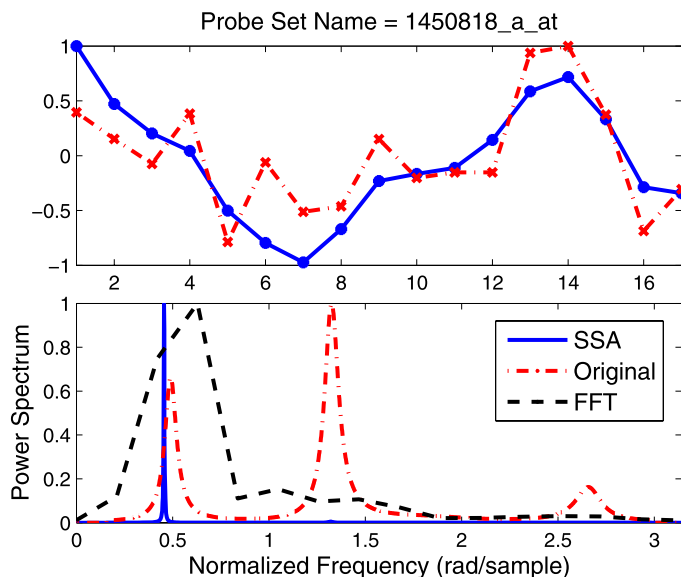 Probe Set Name = 1450818_a_at
1
0.5
0
−0.5
−1
2 4 6 8 10 12 14 16
1
0.8
0.6
0.4
0.2
0
Power Spectrum
SSA
Original
FFT
0 0.5 1 1.5 2 2.5 3
Normalized Frequency (rad/sample)